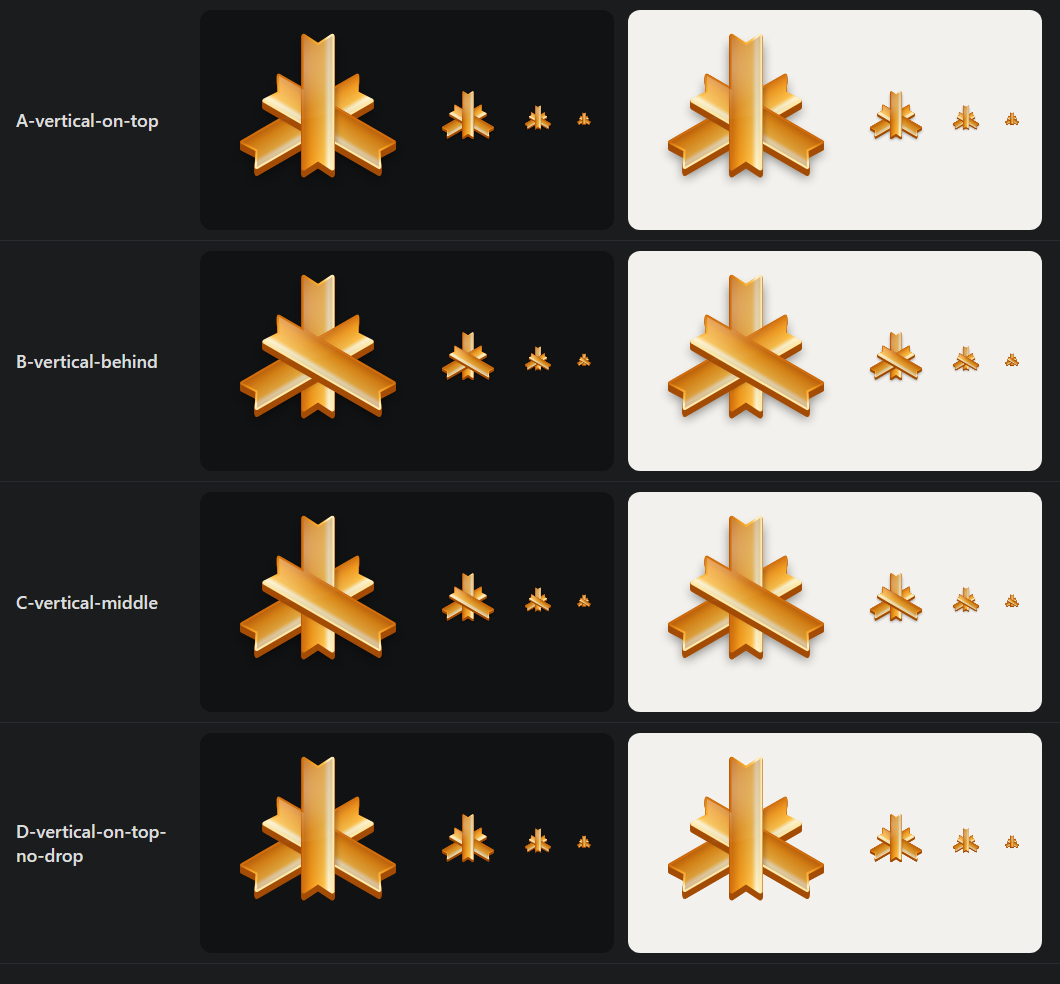 A-vertical-on-top
B-vertical-behind
C-vertical-middle
D-vertical-on-top-
no-drop